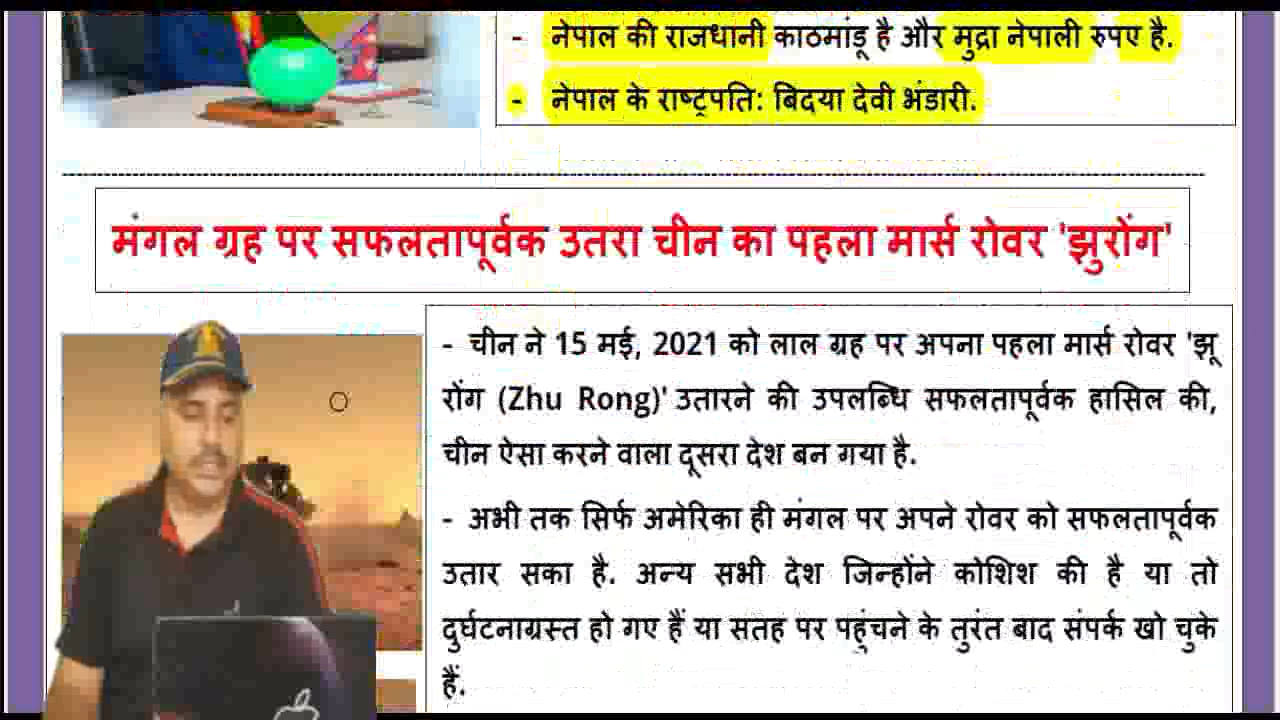 - नेपाल की राजधानी काठमांडू है और मुद्रा नेपाली रुपए है.
- नेपाल के राष्ट्रपति: बिदया देवी भंडारी.
मंगल ग्रह पर सफलतापूर्वक उतरा चीन का पहला मार्स रोवर 'झुरोंग'
- चीन ने 15 मई, 2021 को लाल ग्रह पर अपना पहला मार्स रोवर 'झू
रोंग (Zhu Rong)' उतारने की उपलब्धि सफलतापूर्वक हासिल की,
चीन ऐसा करने वाला दूसरा देश बन गया है.
- अभी तक सिर्फ अमेरिका ही मंगल पर अपने रोवर को सफलतापूर्वक
उतार सका है. अन्य सभी देश जिन्होंने कोशिश की है या तो
दुर्घटनाग्रस्त हो गए हैं या सतह पर पहुंचने के तुरंत बाद संपर्क खो चुके
हैं.